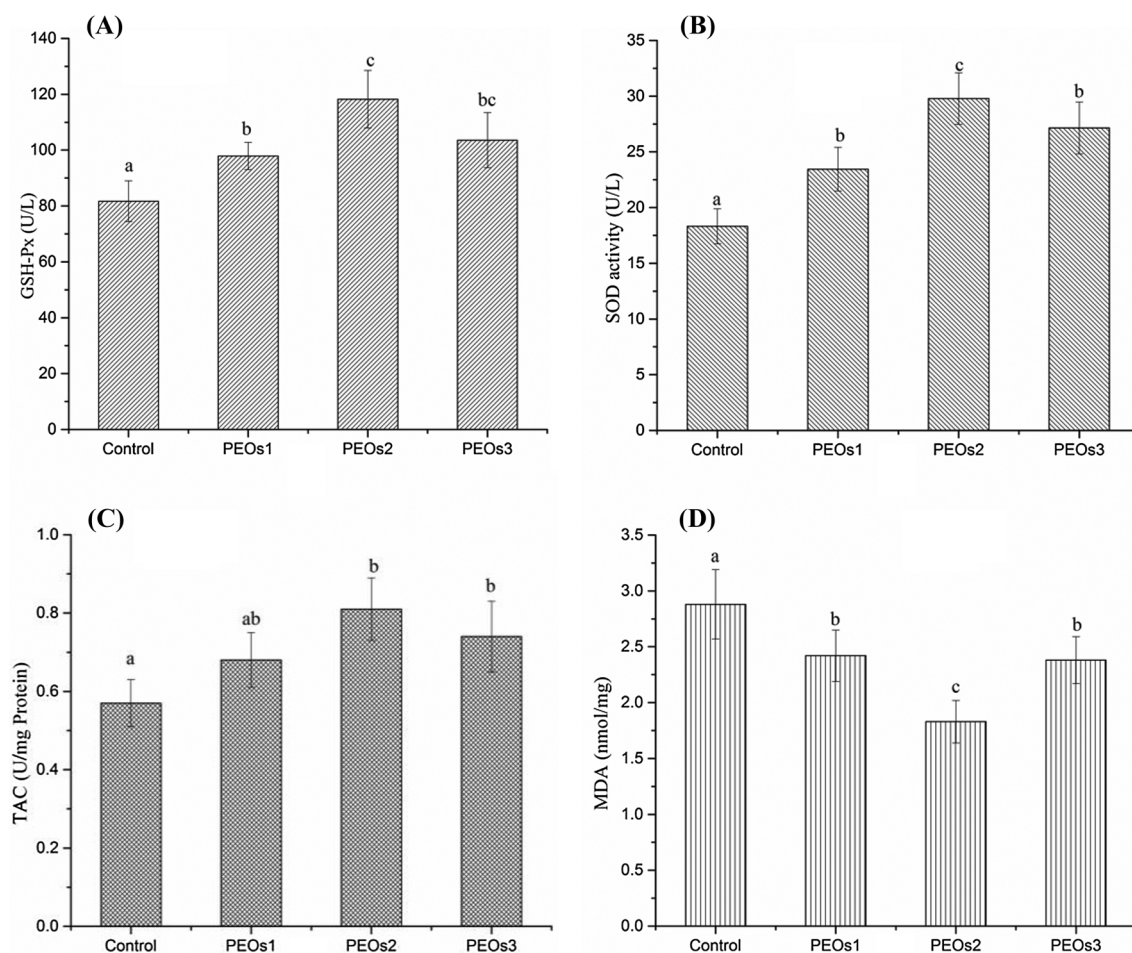 (A)
140
120
100
80
60
40
20
0
GSH-Px (U/L)
a
b
c
bc
Control PEOs1 PEOs2 PEOs3
(B)
35
30
25
20
15
10
5
0
SOD activity (U/L)
a
b
c
b
Control PEOs1 PEOs2 PEOs3
(C)
1.0
0.8
0.6
0.4
0.2
0.0
TAC (U/mg Protein)
a
ab
b
b
Control PEOs1 PEOs2 PEOs3
(D)
3.5
3.0
2.5
2.0
1.5
1.0
0.5
0.0
MDA (nmol/mg)
a
b
c
b
Control PEOs1 PEOs2 PEOs3